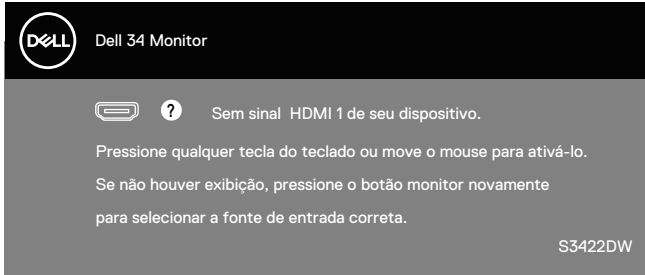 DELL
Dell 34 Monitor
? Sem sinal HDMI 1 de seu dispositivo.
Pressione qualquer tecla do teclado ou move o mouse para ativá-lo.
Se não houver exibição, pressione o botão monitor novamente
para selecionar a fonte de entrada correta.
S3422DW